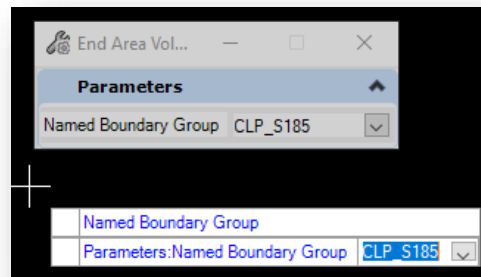 End Area Vol...
Parameters
Named Boundary Group CLP_S185
Named Boundary Group
Parameters:Named Boundary Group CLP_S185